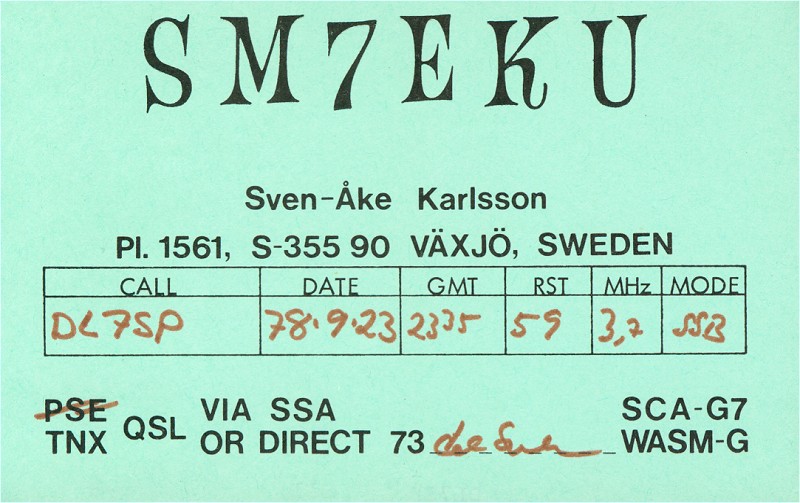 SM7EKU
Sven-Åke Karlsson
Pl. 1561, S-355 90 VÄXJÖ, SWEDEN
CALL DATE GMT RST MHz MODE
DL7SP 78.9.23 2335 59 3,7 SSB
PSE VIA SSA SCA-G7
TNX QSL OR DIRECT 73 WASM-G